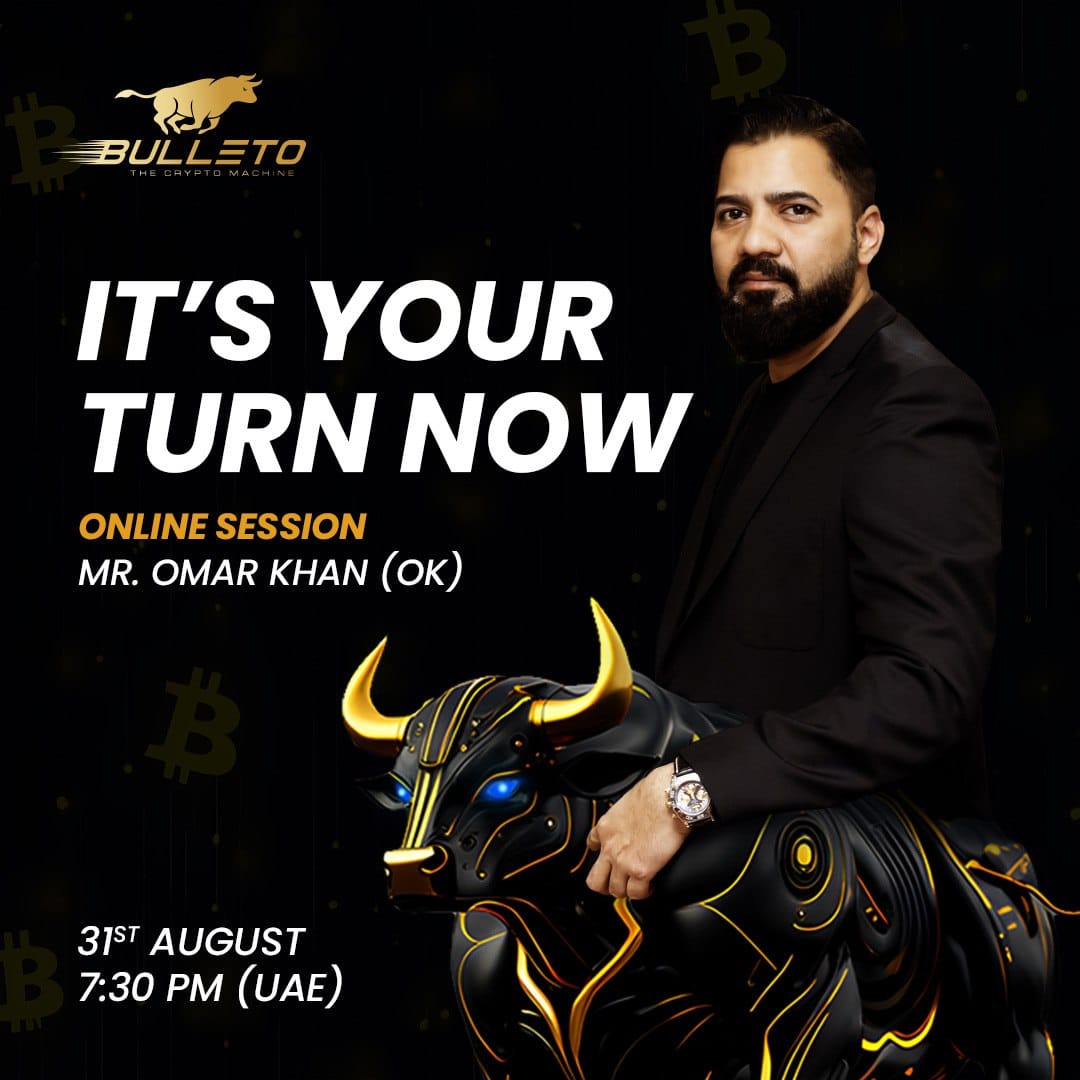 BULLETO
THE CRYPTO MACHINE
IT'S YOUR
TURN NOW
ONLINE SESSION
MR. OMAR KHAN (OK)
31ST AUGUST
7:30 PM (UAE)